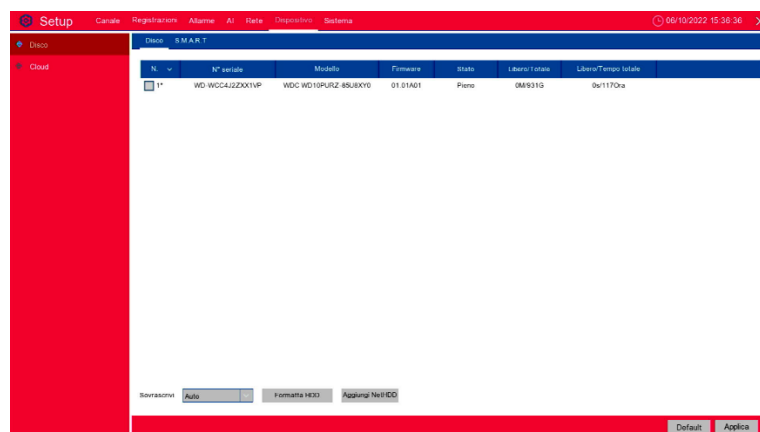 Setup Canale Registrazioni Allarme AI Rete Dispositivo Sistema 06/10/2022 15:36:36
Disco
Cloud
Disco S.M.A.R.T
N. N° seriale Modello Firmware Stato Libero/Totale Libero/Tempo totale
1* WD-WCC4J2ZXX1VP WDC WD10PURZ-85U8XY0 01.01A01 Pieno 0M/931G 0s/117Ora
Sovrascrivi Auto Formatta HDD Aggiungi NetHDD
Default Applica